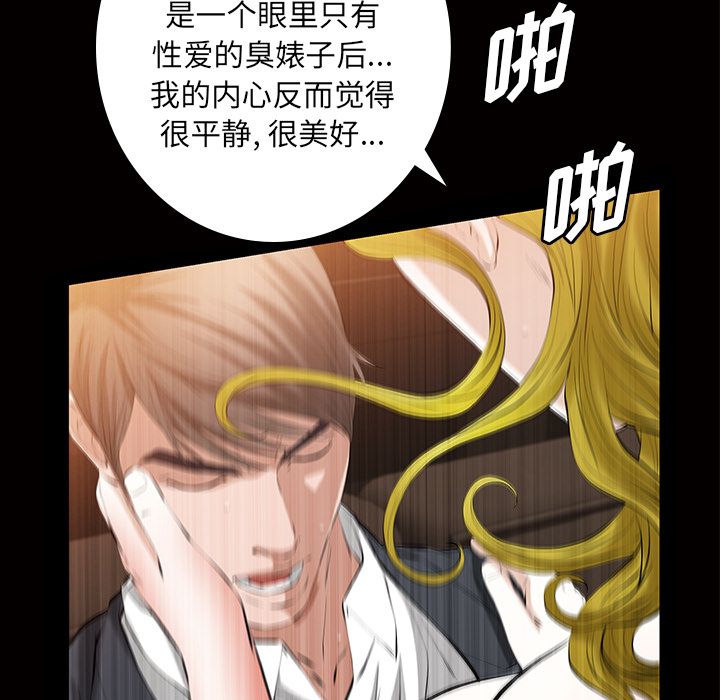 是一个眼里只有
性爱的臭婊子后...
我的内心反而觉得
很平静, 很美好...
啪
啪